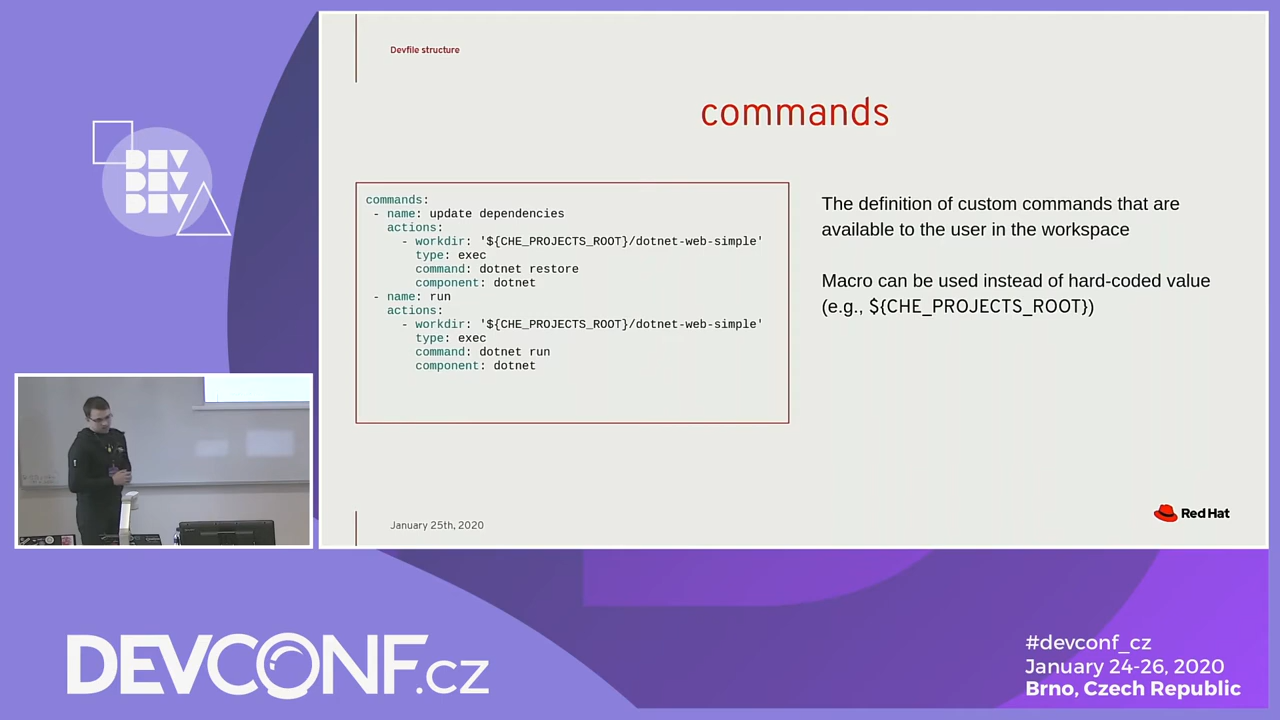 DEV
DEV
DEV
Devfile structure
commands
commands:
- name: update dependencies
actions:
- workdir: '${CHE_PROJECTS_ROOT}/dotnet-web-simple'
type: exec
command: dotnet restore
component: dotnet
- name: run
actions:
- workdir: '${CHE_PROJECTS_ROOT}/dotnet-web-simple'
type: exec
command: dotnet run
component: dotnet
The definition of custom commands that are
available to the user in the workspace
Macro can be used instead of hard-coded value
(e.g., ${CHE_PROJECTS_ROOT})
January 25th, 2020
Red Hat
DEVCONF.cz
#devconf_cz
January 24-26, 2020
Brno, Czech Republic